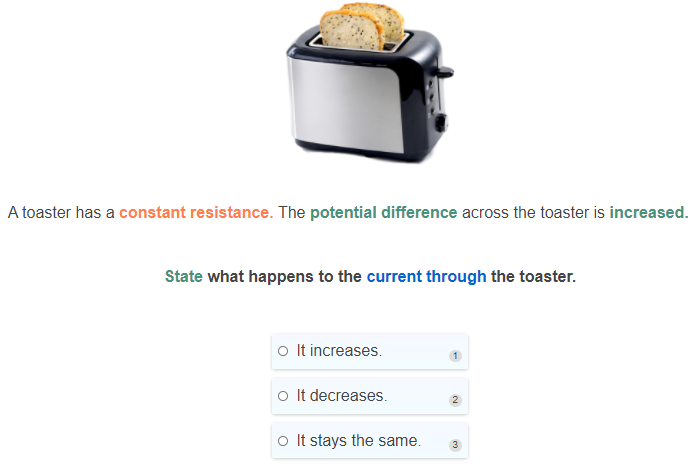 A toaster has a constant resistance. The potential difference across the toaster is increased.
State what happens to the current through the toaster.
It increases. 1
It decreases. 2
It stays the same. 3